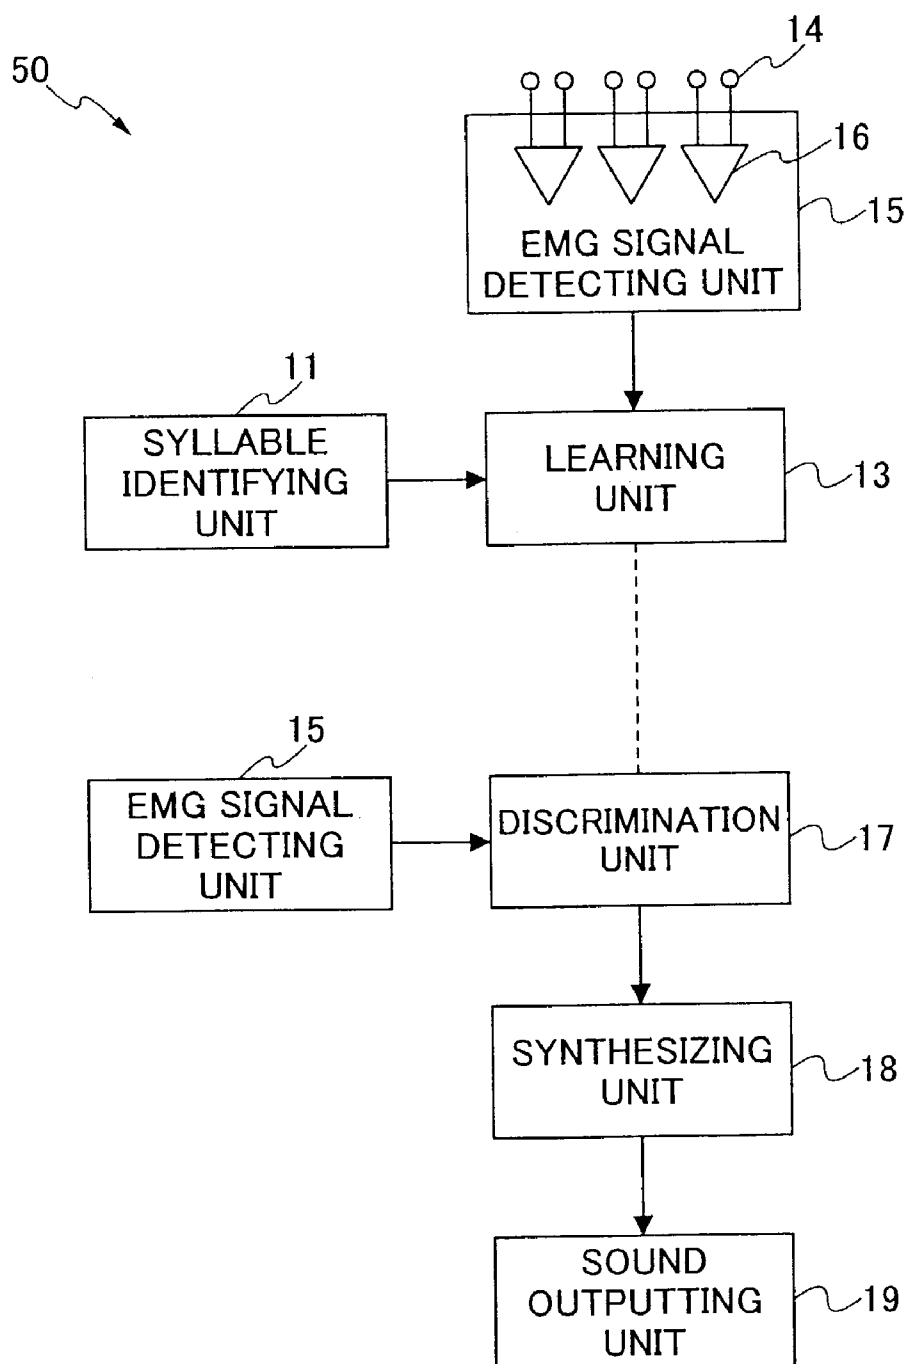 50
14
16
15
EMG SIGNAL
DETECTING UNIT
11
SYLLABLE
IDENTIFYING
UNIT
LEARNING
UNIT
13
15
EMG SIGNAL
DETECTING
UNIT
DISCRIMINATION
UNIT
17
SYNTHESIZING
UNIT
18
SOUND
OUTPUTTING
UNIT
19